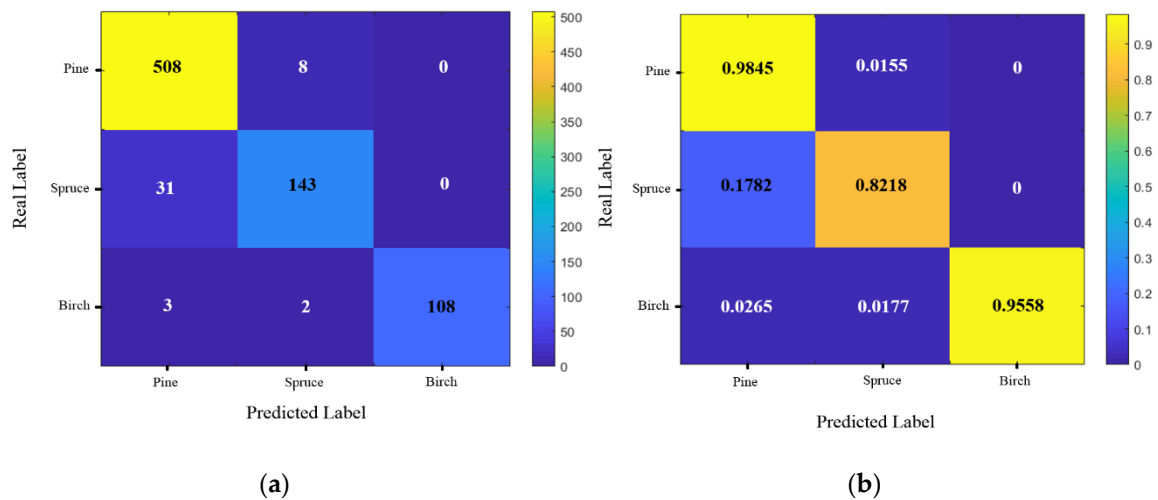 500
450
400
350
300
250
200
150
100
50
0
Real Label
Pine
Spruce
Birch
508 8 0
31 143 0
3 2 108
Pine Spruce Birch
Predicted Label
(a)
0.9
0.8
0.7
0.6
0.5
0.4
0.3
0.2
0.1
0
Real Label
Pine
Spruce
Birch
0.9845 0.0155 0
0.1782 0.8218 0
0.0265 0.0177 0.9558
Pine Spruce Birch
Predicted Label
(b)